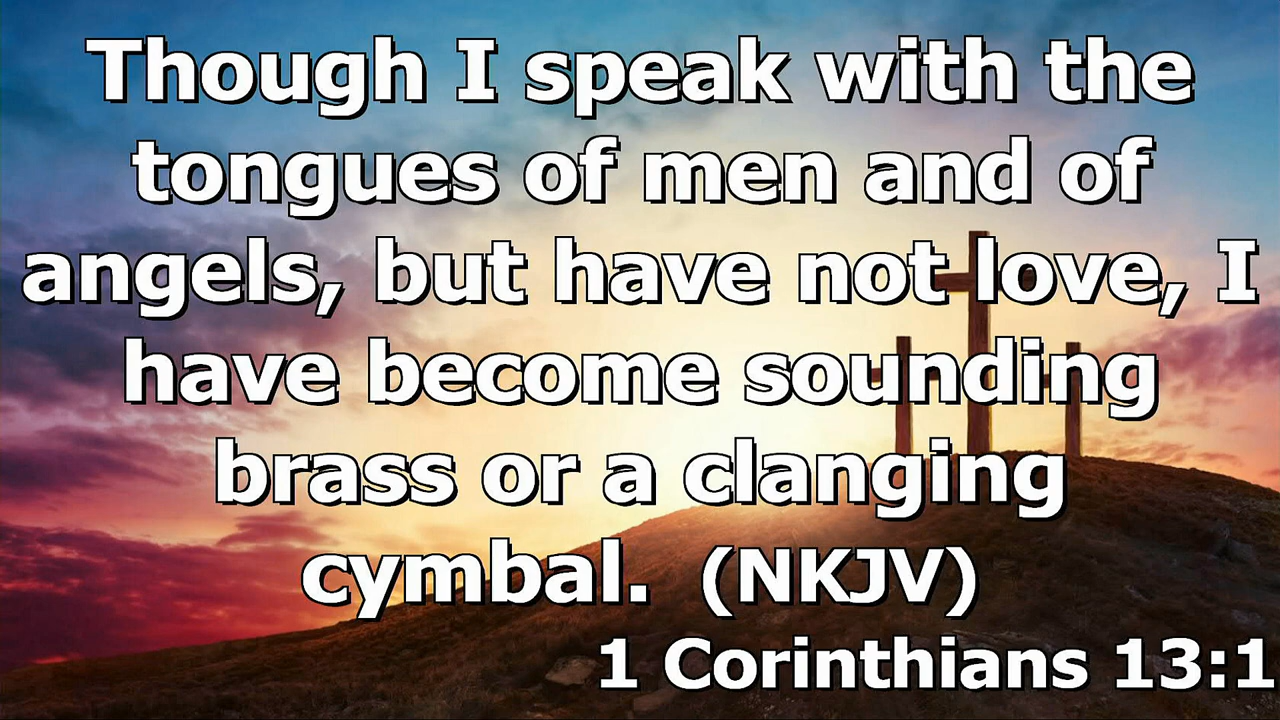 Though I speak with the
tongues of men and of
angels, but have not love, I
have become sounding
brass or a clanging
cymbal.  (NKJV)
1 Corinthians 13:1